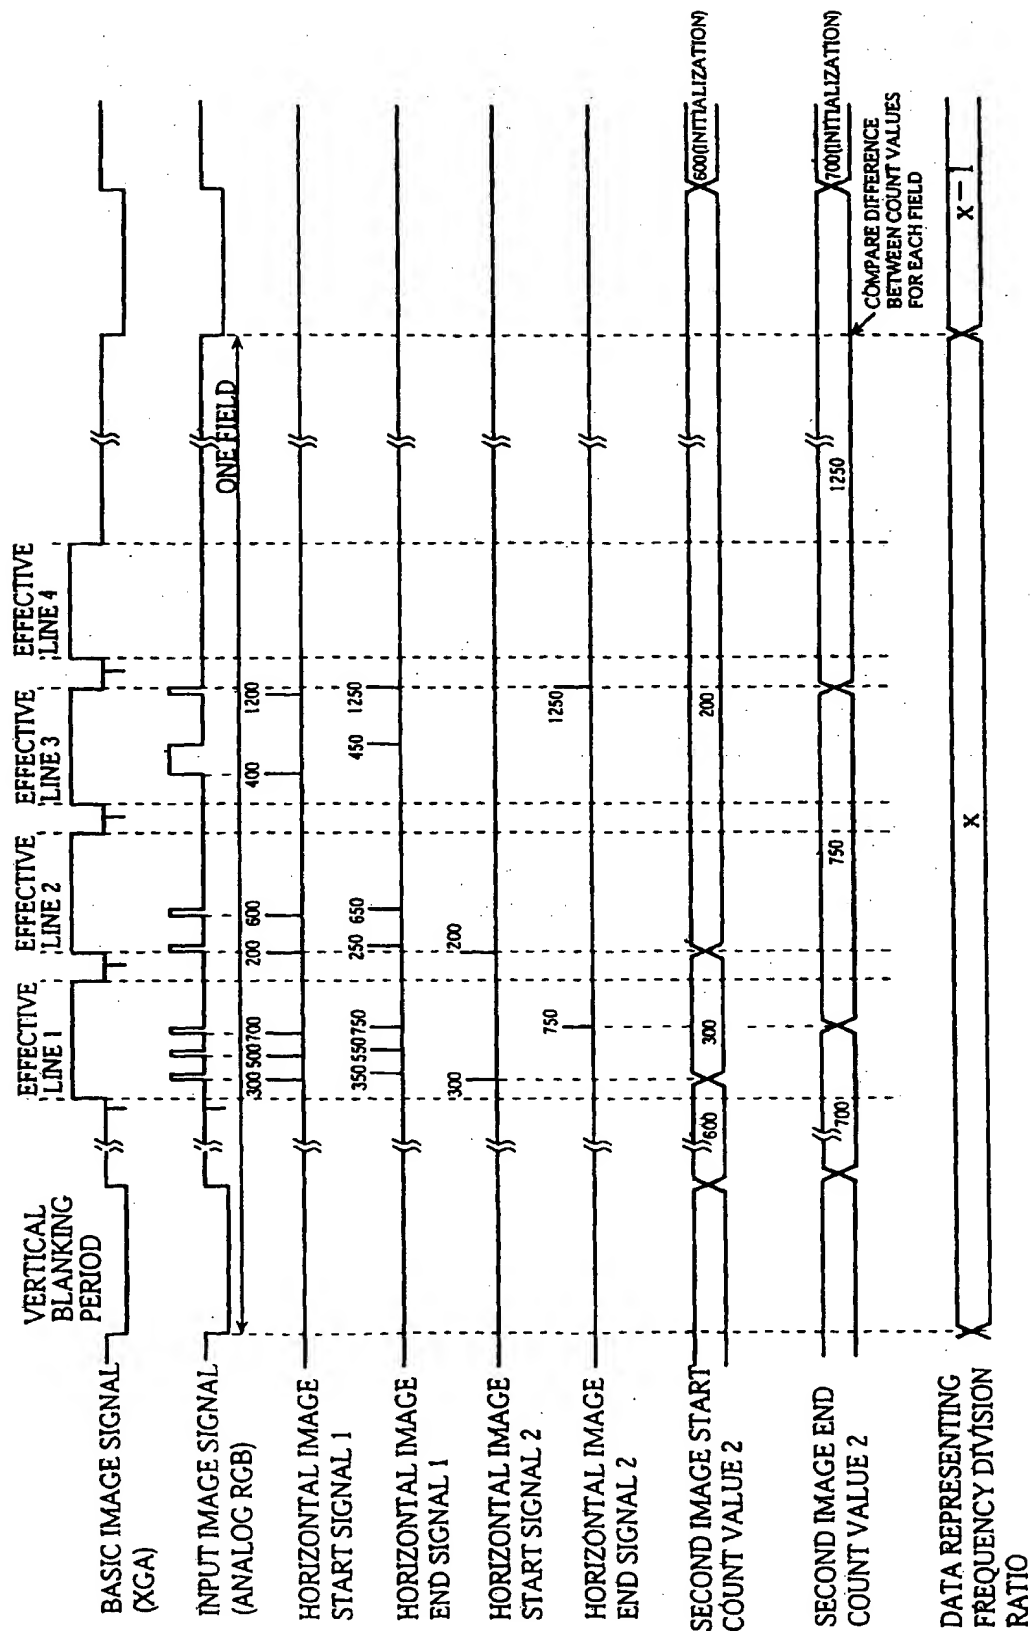 VERTICAL
BLANKING
PERIOD
EFFECTIVE
LINE 1
EFFECTIVE
LINE 2
EFFECTIVE
LINE 3
EFFECTIVE
LINE 4
BASIC IMAGE SIGNAL
(XGA)
INPUT IMAGE SIGNAL
(ANALOG RGB)
ONE FIELD
HORIZONTAL IMAGE
START SIGNAL 1
300 500 700 200 600 400 1200
HORIZONTAL IMAGE
END SIGNAL 1
350 550 750 250 650 450 1250
HORIZONTAL IMAGE
START SIGNAL 2
300 200
HORIZONTAL IMAGE
END SIGNAL 2
750 1250
SECOND IMAGE START
COUNT VALUE 2
600 300 200 600(INITIALIZATION)
SECOND IMAGE END
COUNT VALUE 2
700 750 1250 700(INITIALIZATION)
COMPARE DIFFERENCE
BETWEEN COUNT VALUES
FOR EACH FIELD
DATA REPRESENTING
FREQUENCY DIVISION
RATIO
X X-1